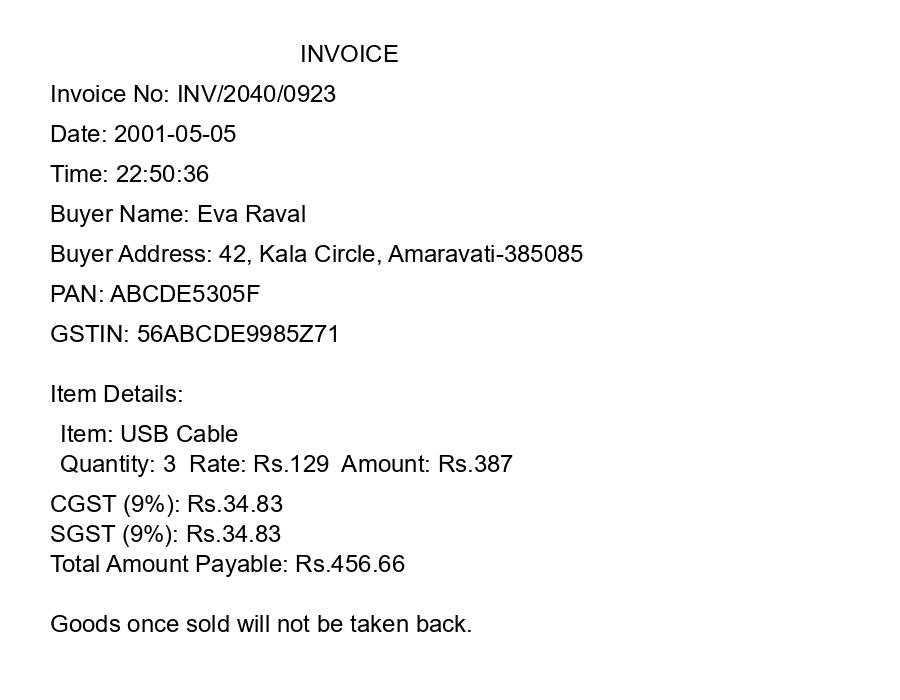 INVOICE
Invoice No: INV/2040/0923
Date: 2001-05-05
Time: 22:50:36
Buyer Name: Eva Raval
Buyer Address: 42, Kala Circle, Amaravati-385085
PAN: ABCDE5305F
GSTIN: 56ABCDE9985Z71
Item Details:
Item: USB Cable
Quantity: 3  Rate: Rs.129  Amount: Rs.387
CGST (9%): Rs.34.83
SGST (9%): Rs.34.83
Total Amount Payable: Rs.456.66
Goods once sold will not be taken back.